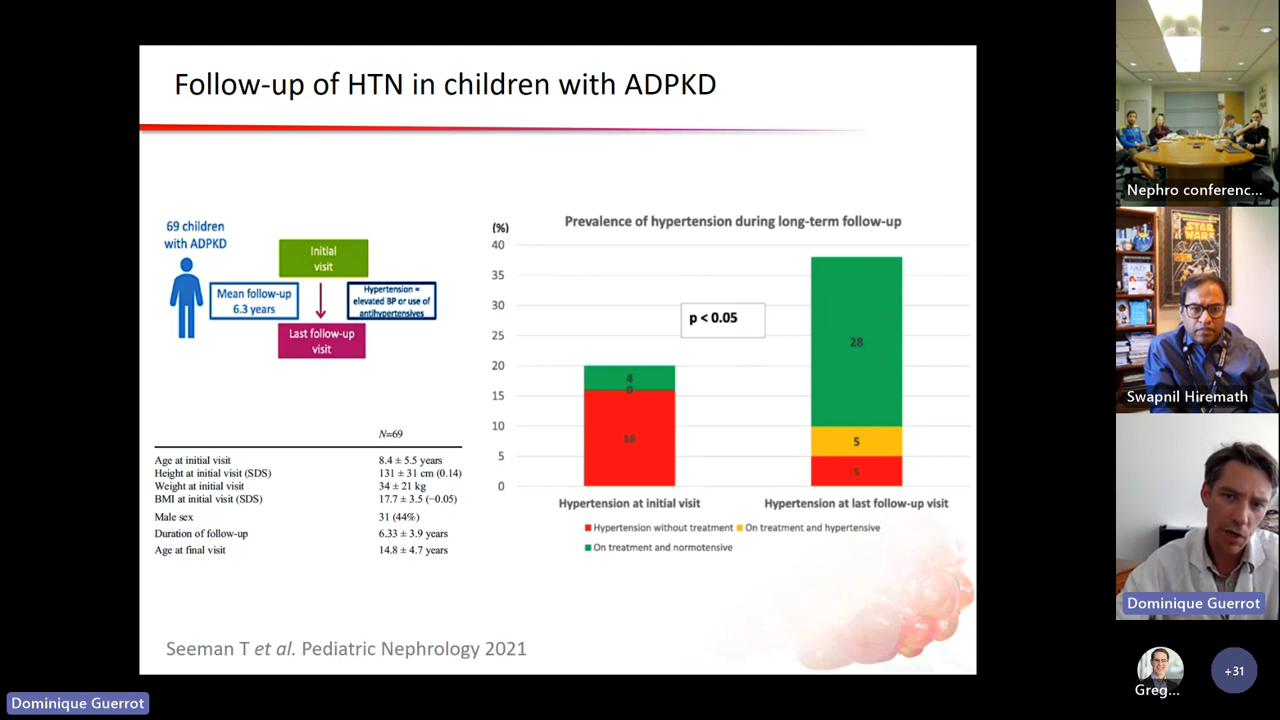 Follow-up of HTN in children with ADPKD
69 children
with ADPKD
Initial
visit
Mean follow-up
6.3 years
Hypertension =
elevated BP or use of
antihypertensives
Last follow-up
visit
N=69
Age at initial visit 8.4 ± 5.5 years
Height at initial visit (SDS) 131 ± 31 cm (0.14)
Weight at initial visit 34 ± 21 kg
BMI at initial visit (SDS) 17.7 ± 3.5 (−0.05)
Male sex 31 (44%)
Duration of follow-up 6.33 ± 3.9 years
Age at final visit 14.8 ± 4.7 years
Prevalence of hypertension during long-term follow-up
(%)
40
35
30
25
20
15
10
5
0
p < 0.05
4
0
16
28
5
5
Hypertension at initial visit
Hypertension at last follow-up visit
Hypertension without treatment
On treatment and hypertensive
On treatment and normotensive
Seeman T et al. Pediatric Nephrology 2021
Dominique Guerrot
Nephro conferenc...
STAR
WARS
Swapnil Hiremath
Dominique Guerrot
Greg...
+31